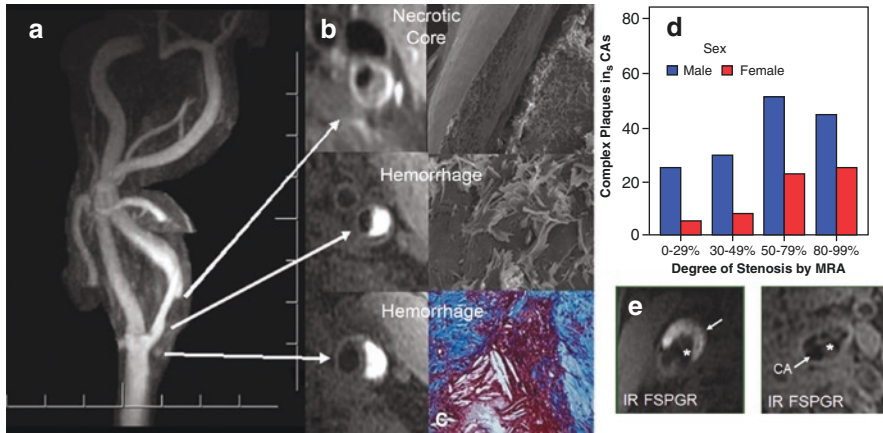 a
b
Necrotic
Core
Hemorrhage
Hemorrhage
c
d
Sex
Male Female
Complex Plaques in_s CAs
80
60
40
20
0
0-29% 30-49% 50-79% 80-99%
Degree of Stenosis by MRA
e
*
IR FSPGR
CA
*
IR FSPGR